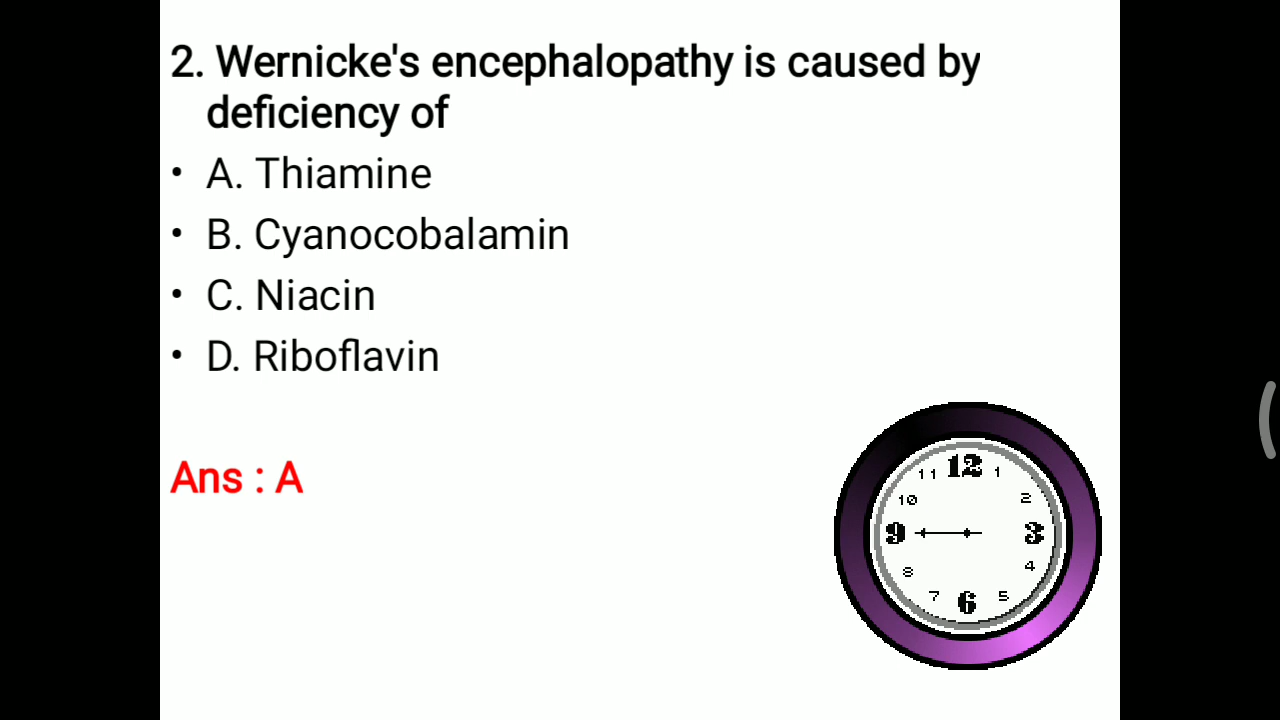 2. Wernicke's encephalopathy is caused by
deficiency of
• A. Thiamine
• B. Cyanocobalamin
• C. Niacin
• D. Riboflavin
Ans : A
12
11 1
10 2
9 3
8 4
7 5
6